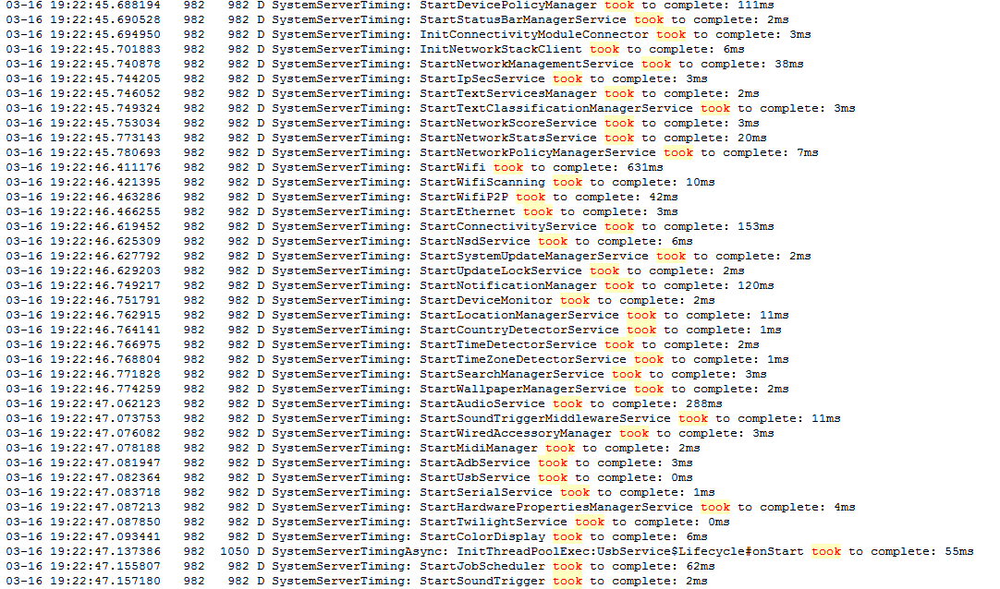 03-16 19:22:45.688194 982 982 D SystemServerTiming: StartDevicePolicyManager took to complete: 111ms
03-16 19:22:45.690528 982 982 D SystemServerTiming: StartStatusBarManagerService took to complete: 2ms
03-16 19:22:45.694950 982 982 D SystemServerTiming: InitConnectivityModuleConnector took to complete: 3ms
03-16 19:22:45.701883 982 982 D SystemServerTiming: InitNetworkStackClient took to complete: 6ms
03-16 19:22:45.740878 982 982 D SystemServerTiming: StartNetworkManagementService took to complete: 38ms
03-16 19:22:45.744205 982 982 D SystemServerTiming: StartIpSecService took to complete: 3ms
03-16 19:22:45.746052 982 982 D SystemServerTiming: StartTextServicesManager took to complete: 2ms
03-16 19:22:45.749324 982 982 D SystemServerTiming: StartTextClassificationManagerService took to complete: 3ms
03-16 19:22:45.753034 982 982 D SystemServerTiming: StartNetworkScoreService took to complete: 3ms
03-16 19:22:45.773143 982 982 D SystemServerTiming: StartNetworkStatsService took to complete: 20ms
03-16 19:22:45.780693 982 982 D SystemServerTiming: StartNetworkPolicyManagerService took to complete: 7ms
03-16 19:22:46.411176 982 982 D SystemServerTiming: StartWifi took to complete: 631ms
03-16 19:22:46.421395 982 982 D SystemServerTiming: StartWifiScanning took to complete: 10ms
03-16 19:22:46.463286 982 982 D SystemServerTiming: StartWifiP2P took to complete: 42ms
03-16 19:22:46.466255 982 982 D SystemServerTiming: StartEthernet took to complete: 3ms
03-16 19:22:46.619452 982 982 D SystemServerTiming: StartConnectivityService took to complete: 153ms
03-16 19:22:46.625309 982 982 D SystemServerTiming: StartNsdService took to complete: 6ms
03-16 19:22:46.627792 982 982 D SystemServerTiming: StartSystemUpdateManagerService took to complete: 2ms
03-16 19:22:46.629203 982 982 D SystemServerTiming: StartUpdateLockService took to complete: 2ms
03-16 19:22:46.749217 982 982 D SystemServerTiming: StartNotificationManager took to complete: 120ms
03-16 19:22:46.751791 982 982 D SystemServerTiming: StartDeviceMonitor took to complete: 2ms
03-16 19:22:46.762915 982 982 D SystemServerTiming: StartLocationManagerService took to complete: 11ms
03-16 19:22:46.764141 982 982 D SystemServerTiming: StartCountryDetectorService took to complete: 1ms
03-16 19:22:46.766975 982 982 D SystemServerTiming: StartTimeDetectorService took to complete: 2ms
03-16 19:22:46.768804 982 982 D SystemServerTiming: StartTimeZoneDetectorService took to complete: 1ms
03-16 19:22:46.771828 982 982 D SystemServerTiming: StartSearchManagerService took to complete: 3ms
03-16 19:22:46.774259 982 982 D SystemServerTiming: StartWallpaperManagerService took to complete: 2ms
03-16 19:22:47.062123 982 982 D SystemServerTiming: StartAudioService took to complete: 288ms
03-16 19:22:47.073753 982 982 D SystemServerTiming: StartSoundTriggerMiddlewareService took to complete: 11ms
03-16 19:22:47.076082 982 982 D SystemServerTiming: StartWiredAccessoryManager took to complete: 3ms
03-16 19:22:47.078188 982 982 D SystemServerTiming: StartMidiManager took to complete: 2ms
03-16 19:22:47.081947 982 982 D SystemServerTiming: StartAdbService took to complete: 3ms
03-16 19:22:47.082364 982 982 D SystemServerTiming: StartUsbService took to complete: 0ms
03-16 19:22:47.083718 982 982 D SystemServerTiming: StartSerialService took to complete: 1ms
03-16 19:22:47.087213 982 982 D SystemServerTiming: StartHardwarePropertiesManagerService took to complete: 4ms
03-16 19:22:47.087850 982 982 D SystemServerTiming: StartTwilightService took to complete: 0ms
03-16 19:22:47.093441 982 982 D SystemServerTiming: StartColorDisplay took to complete: 6ms
03-16 19:22:47.137386 982 1050 D SystemServerTimingAsync: InitThreadPoolExec:UsbService$Lifecycle#onStart took to complete: 55ms
03-16 19:22:47.155807 982 982 D SystemServerTiming: StartJobScheduler took to complete: 62ms
03-16 19:22:47.157180 982 982 D SystemServerTiming: StartSoundTrigger took to complete: 2ms